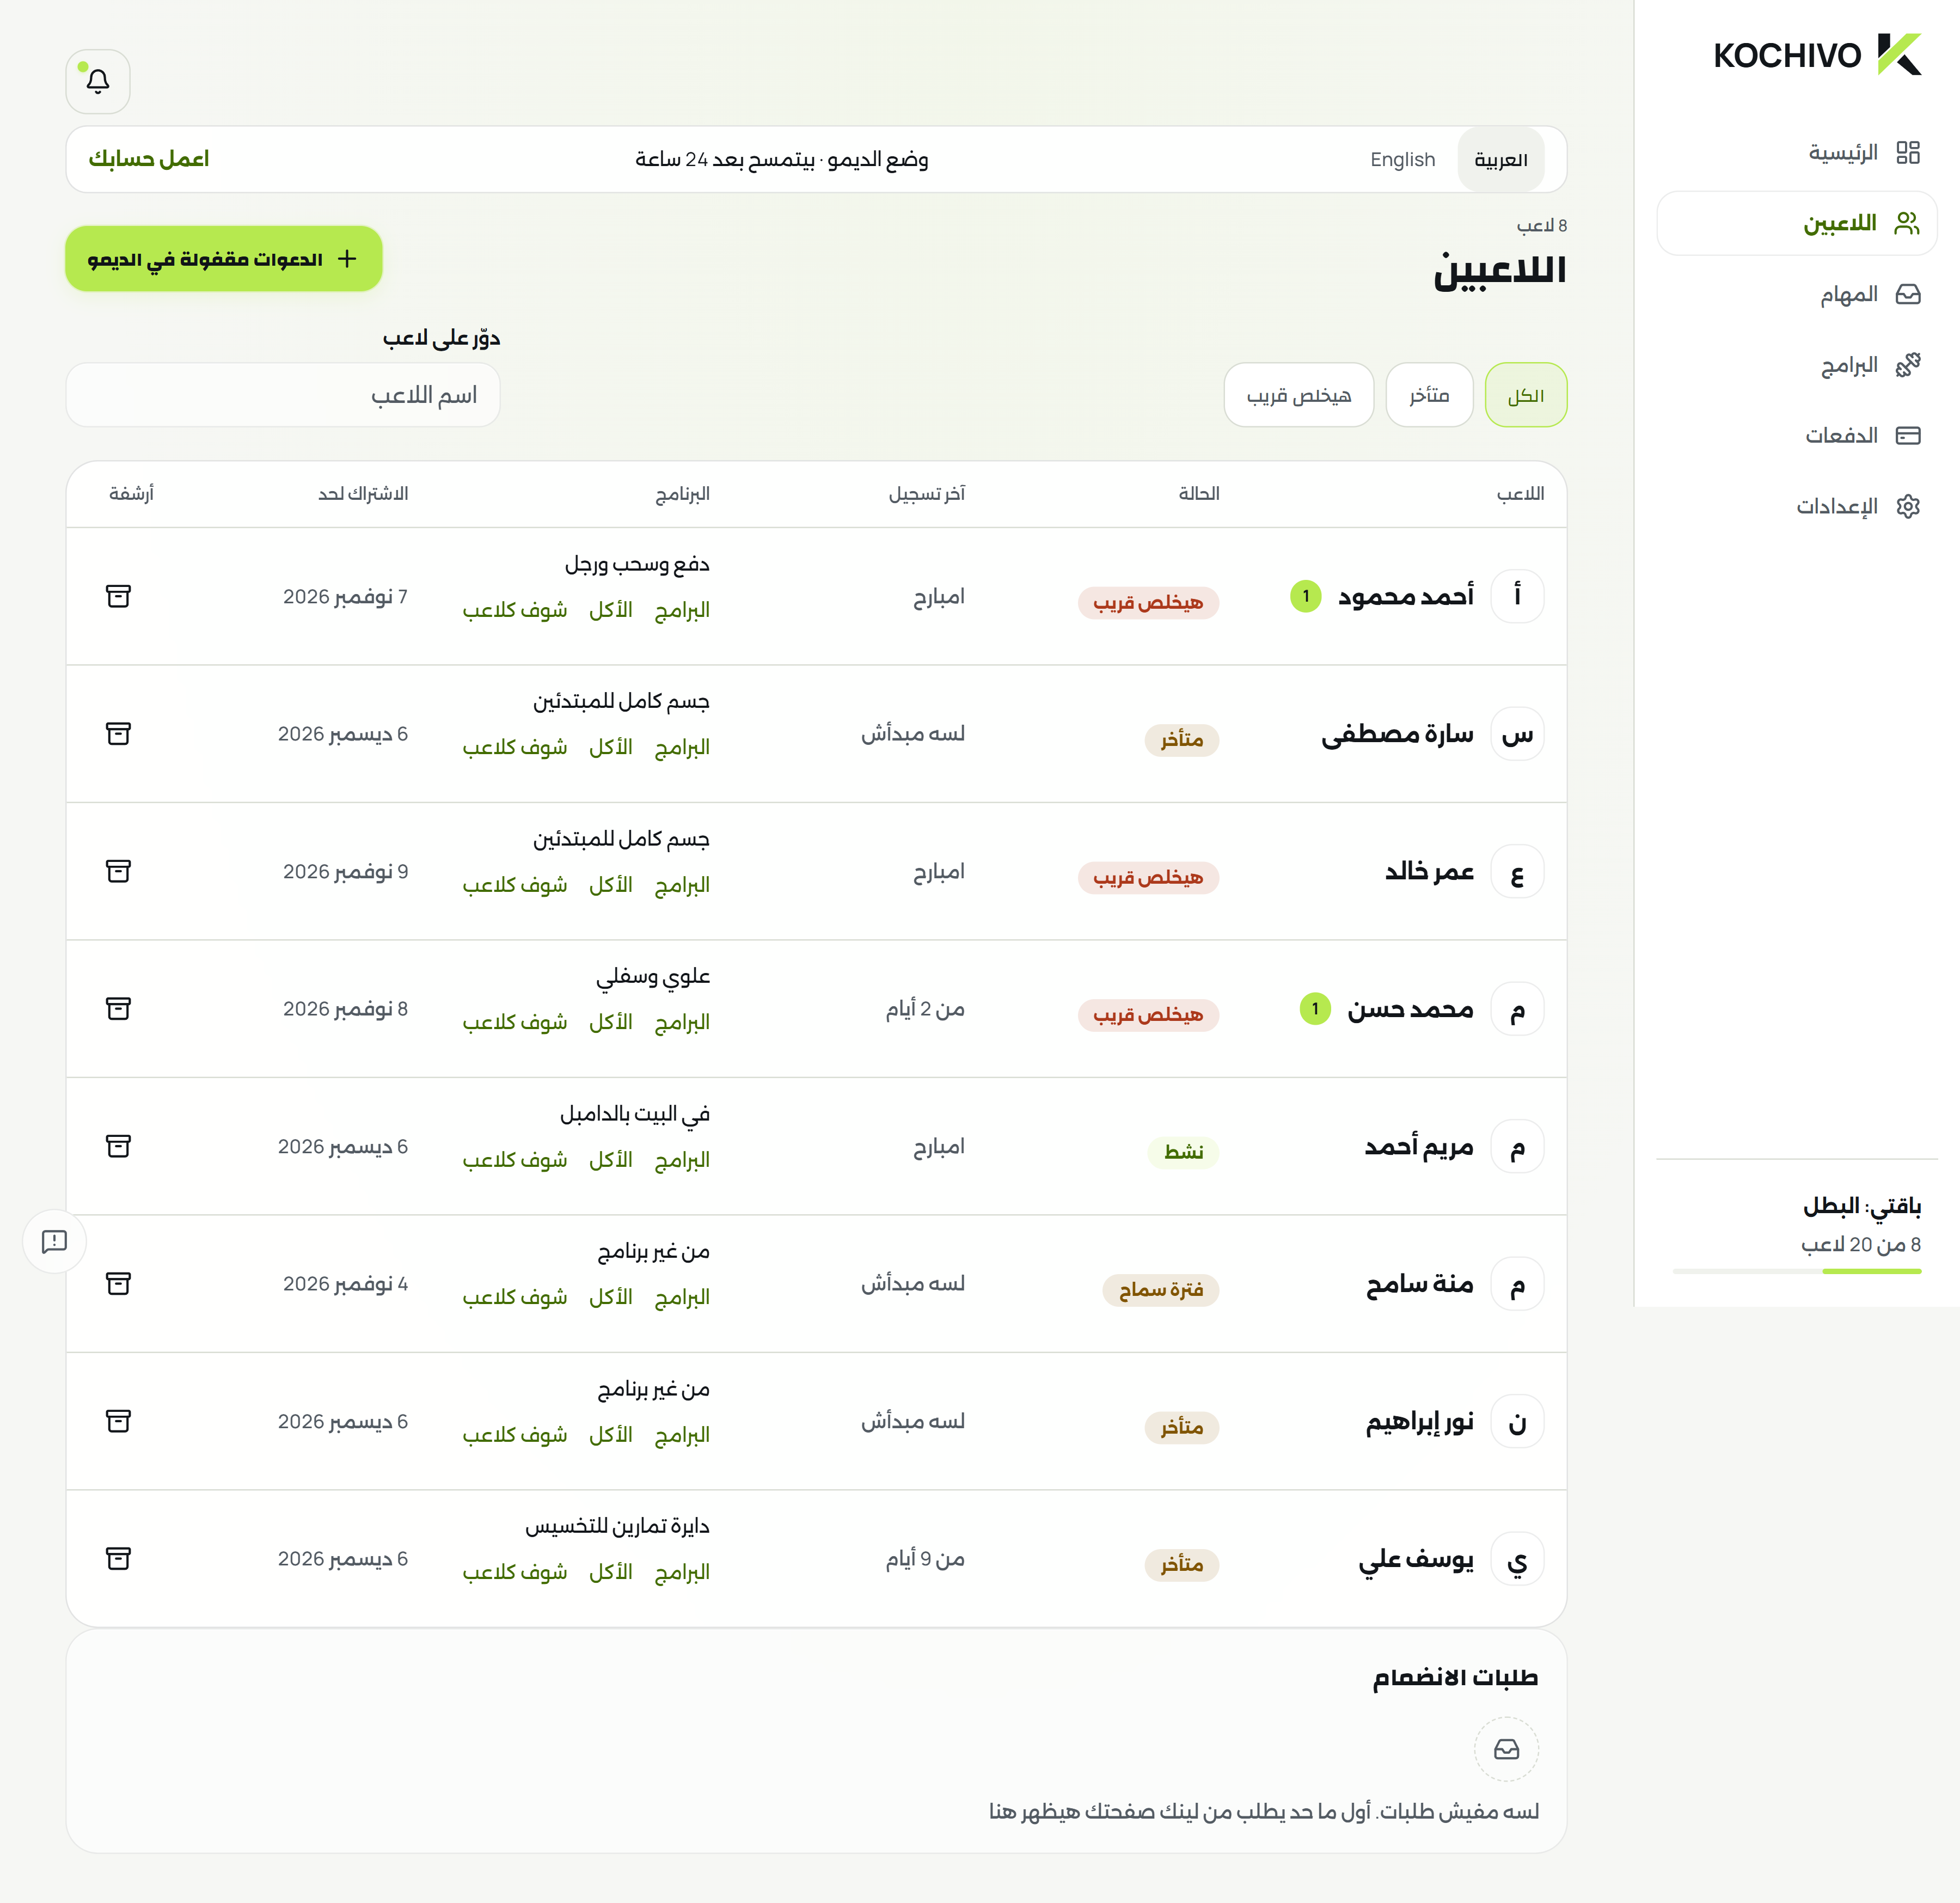 KOCHIVO
الرئيسية
اللاعبين
المهام
البرامج
الدفعات
الإعدادات
باقتي: البطل
8 من 20 لاعب
العربية English
وضع الديمو · بيتمسح بعد 24 ساعة
اعمل حسابك
8 لاعب
اللاعبين
الدعوات مقفولة في الديمو
الكل متأخر هيخلص قريب
دوّر على لاعب
اسم اللاعب
اللاعب الحالة آخر تسجيل البرنامج الاشتراك لحد أرشفة
دفع وسحب ورجل
أ أحمد محمود 1 هيخلص قريب امبارح 7 نوفمبر 2026
البرامج الأكل شوف كلاعب
جسم كامل للمبتدئين
س سارة مصطفى متأخر لسه مبدأش 6 ديسمبر 2026
البرامج الأكل شوف كلاعب
جسم كامل للمبتدئين
ع عمر خالد هيخلص قريب امبارح 9 نوفمبر 2026
البرامج الأكل شوف كلاعب
علوي وسفلي
م محمد حسن 1 هيخلص قريب من 2 أيام 8 نوفمبر 2026
البرامج الأكل شوف كلاعب
في البيت بالدامبل
م مريم أحمد نشط امبارح 6 ديسمبر 2026
البرامج الأكل شوف كلاعب
من غير برنامج
م منة سامح فترة سماح لسه مبدأش 4 نوفمبر 2026
البرامج الأكل شوف كلاعب
من غير برنامج
ن نور إبراهيم متأخر لسه مبدأش 6 ديسمبر 2026
البرامج الأكل شوف كلاعب
دايرة تمارين للتخسيس
ي يوسف علي متأخر من 9 أيام 6 ديسمبر 2026
البرامج الأكل شوف كلاعب
طلبات الانضمام
لسه مفيش طلبات. أول ما حد يطلب من لينك صفحتك هيظهر هنا